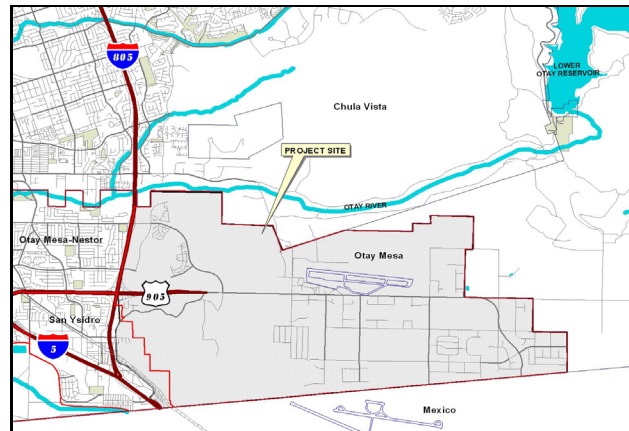 805
LOWER
OTAY RESERVOIR
Chula Vista
PROJECT SITE
OTAY RIVER
Otay Mesa-Nestor
Otay Mesa
905
San Ysidro
5
Mexico